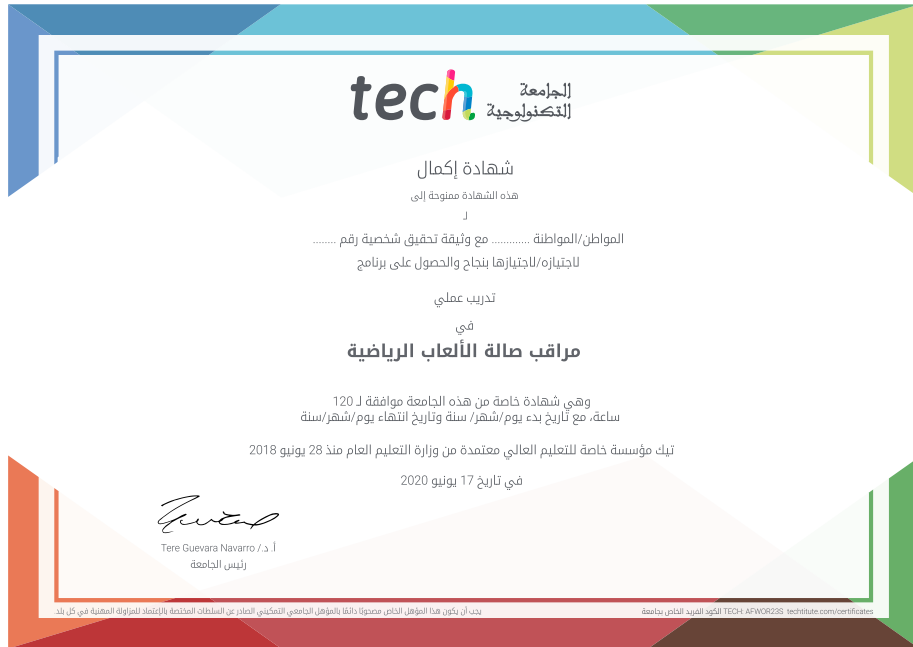 tech الجامعة
التكنولوجية
شهادة إكمال
هذه الشهادة ممنوحة إلى
لـ
المواطن/المواطنة ............. مع وثيقة تحقيق شخصية رقم ........
لاجتيازه/لاجتيازها بنجاح والحصول على برنامج
تدريب عملي
في
مراقب صالة الألعاب الرياضية
وهي شهادة خاصة من هذه الجامعة موافقة لـ 120
ساعة، مع تاريخ بدء يوم/شهر/ سنة وتاريخ انتهاء يوم/شهر/سنة
تيك مؤسسة خاصة للتعليم العالي معتمدة من وزارة التعليم العام منذ 28 يونيو 2018
في تاريخ 17 يونيو 2020
أ. د./ Tere Guevara Navarro
رئيس الجامعة
يجب أن يكون هذا المؤهل الخاص مصحوبًا دائمًا بالمؤهل الجامعي التمكيني الصادر عن السلطات المختصة بالإعتماد للمزاولة المهنية في كل بلد.
الكود الفريد الخاص بجامعة TECH: AFWOR23S techtitute.com/certificates